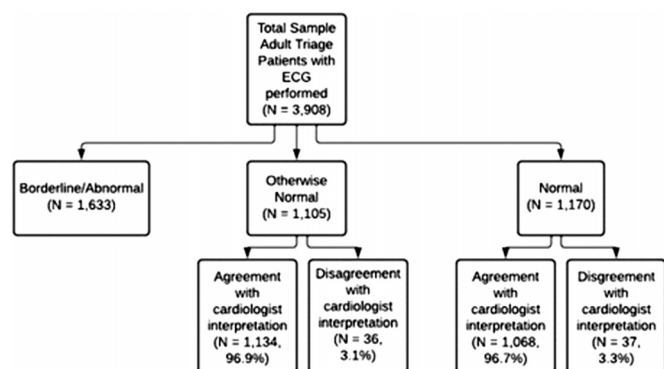 Total Sample
Adult Triage
Patients with
ECG
performed
(N = 3,908)
Borderline/Abnormal
(N = 1,633)
Otherwise
Normal
(N = 1,105)
Normal
(N = 1,170)
Agreement
with
cardiologist
interpretation
(N = 1,134,
96.9%)
Disagreement
with
cardiologist
interpretation
(N = 36,
3.1%)
Agreement
with
cardiologist
interpretation
(N = 1,068,
96.7%)
Disgreement
with
cardiologist
interpretation
(N = 37,
3.3%)